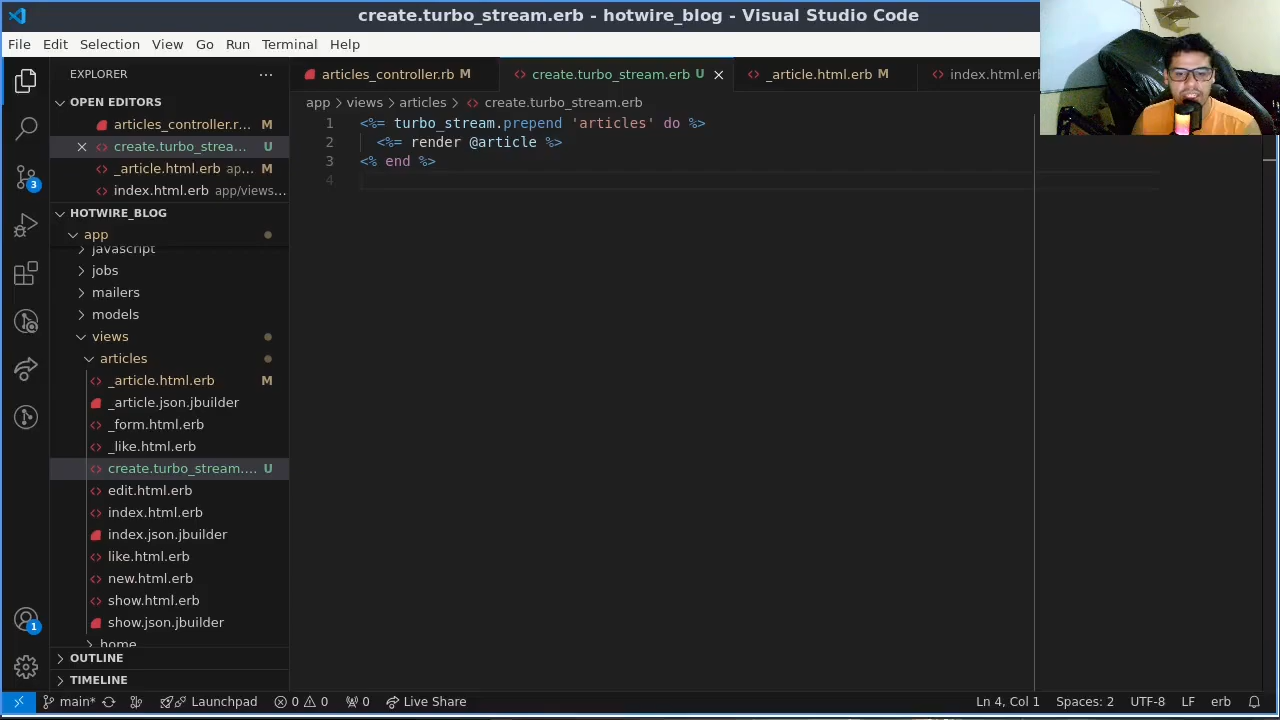 create.turbo_stream.erb - hotwire_blog - Visual Studio Code
File Edit Selection View Go Run Terminal Help
EXPLORER
articles_controller.rb M
create.turbo_stream.erb U
_article.html.erb M
index.html.erb
OPEN EDITORS
articles_controller.r... M
create.turbo_strea... U
_article.html.erb ap... M
index.html.erb app/views...
app > views > articles > create.turbo_stream.erb
1 <%= turbo_stream.prepend 'articles' do %>
2 <%= render @article %>
3 <% end %>
4
HOTWIRE_BLOG
app
javascript
jobs
mailers
models
views
articles
_article.html.erb M
_article.json.jbuilder
_form.html.erb
_like.html.erb
create.turbo_stream.... U
edit.html.erb
index.html.erb
index.json.jbuilder
like.html.erb
new.html.erb
show.html.erb
show.json.jbuilder
home
OUTLINE
TIMELINE
3
1
main* Launchpad 0 0 0 Live Share Ln 4, Col 1 Spaces: 2 UTF-8 LF erb